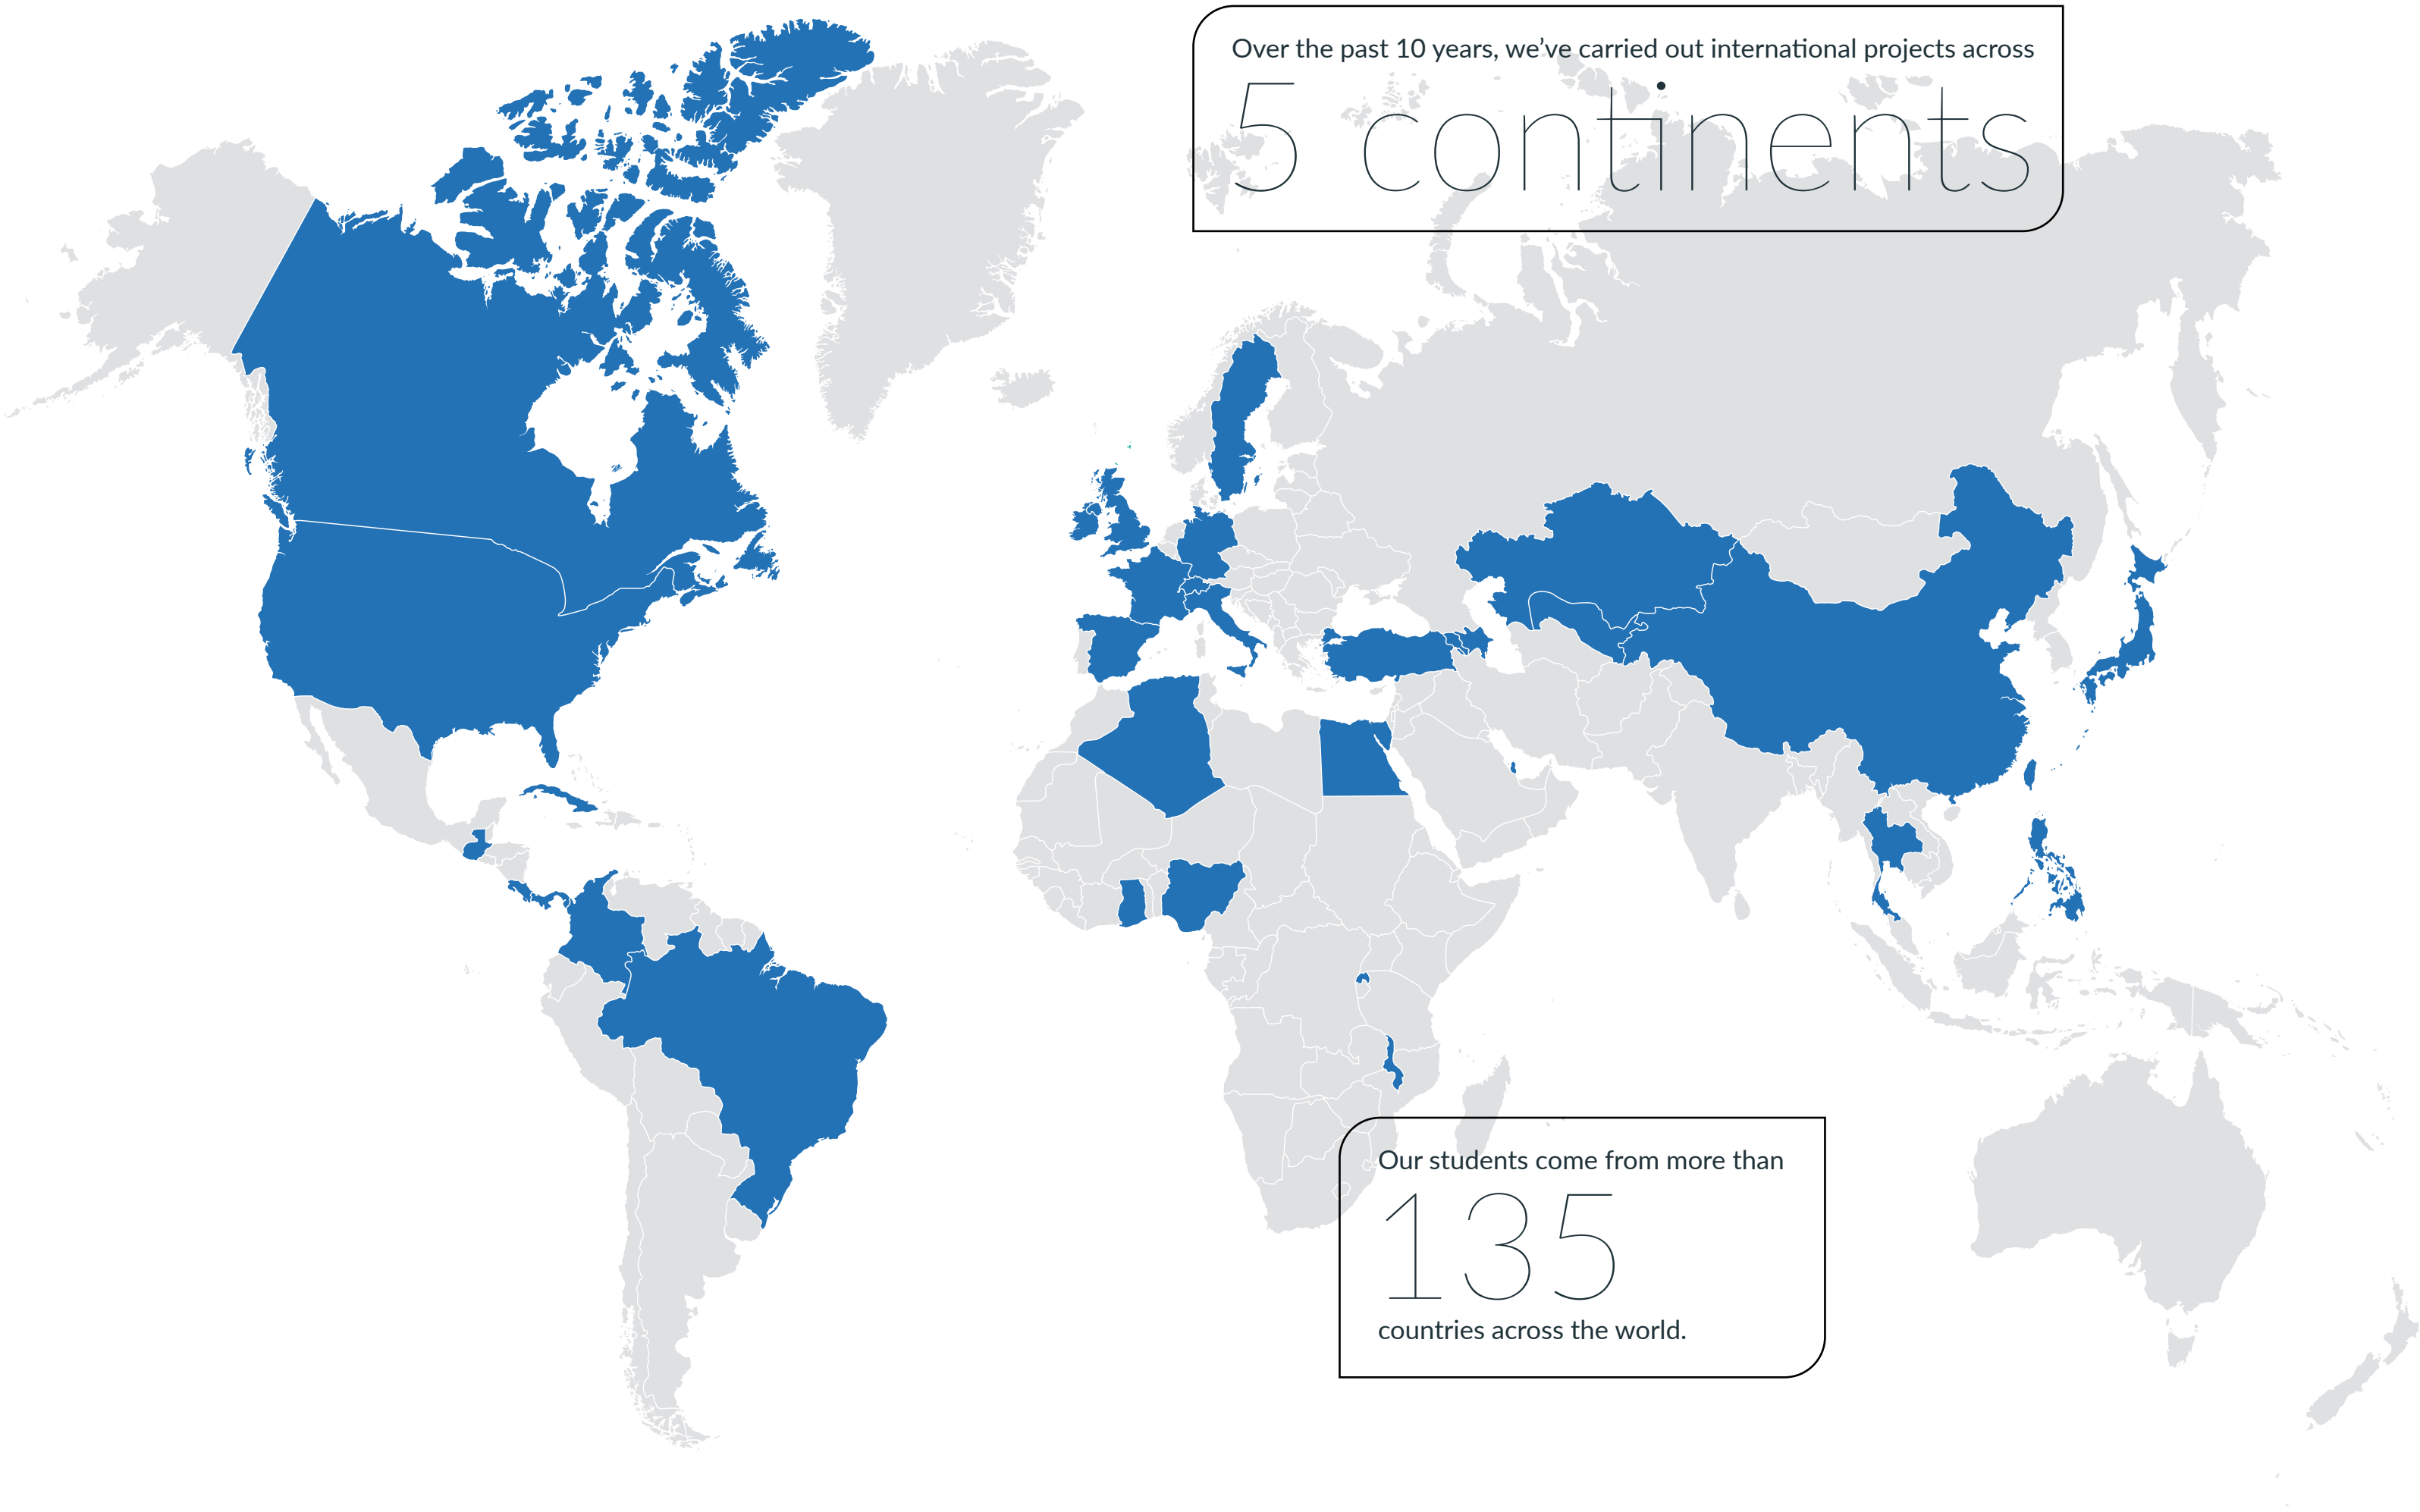 Over the past 10 years, we’ve carried out international projects across
5 continents
Our students come from more than
135
countries across the world.